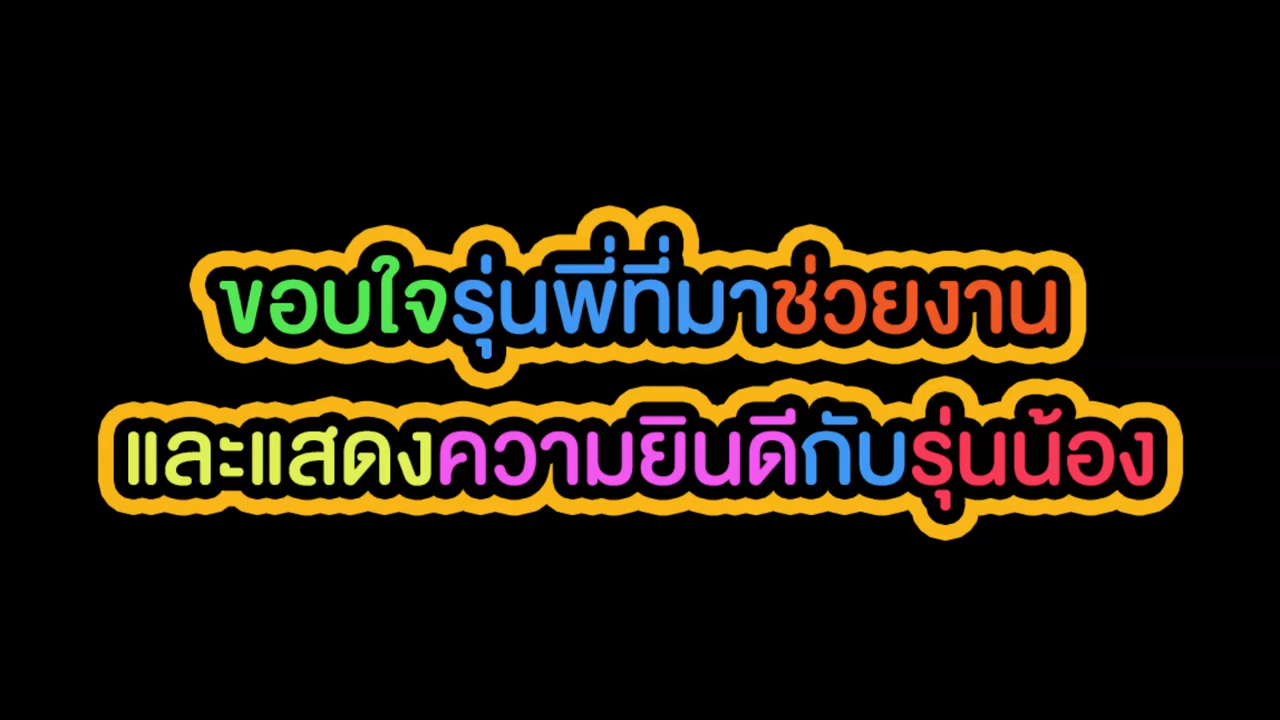 ขอบใจรุ่นพี่ที่มาช่วยงาน
และแสดงความยินดีกับรุ่นน้อง